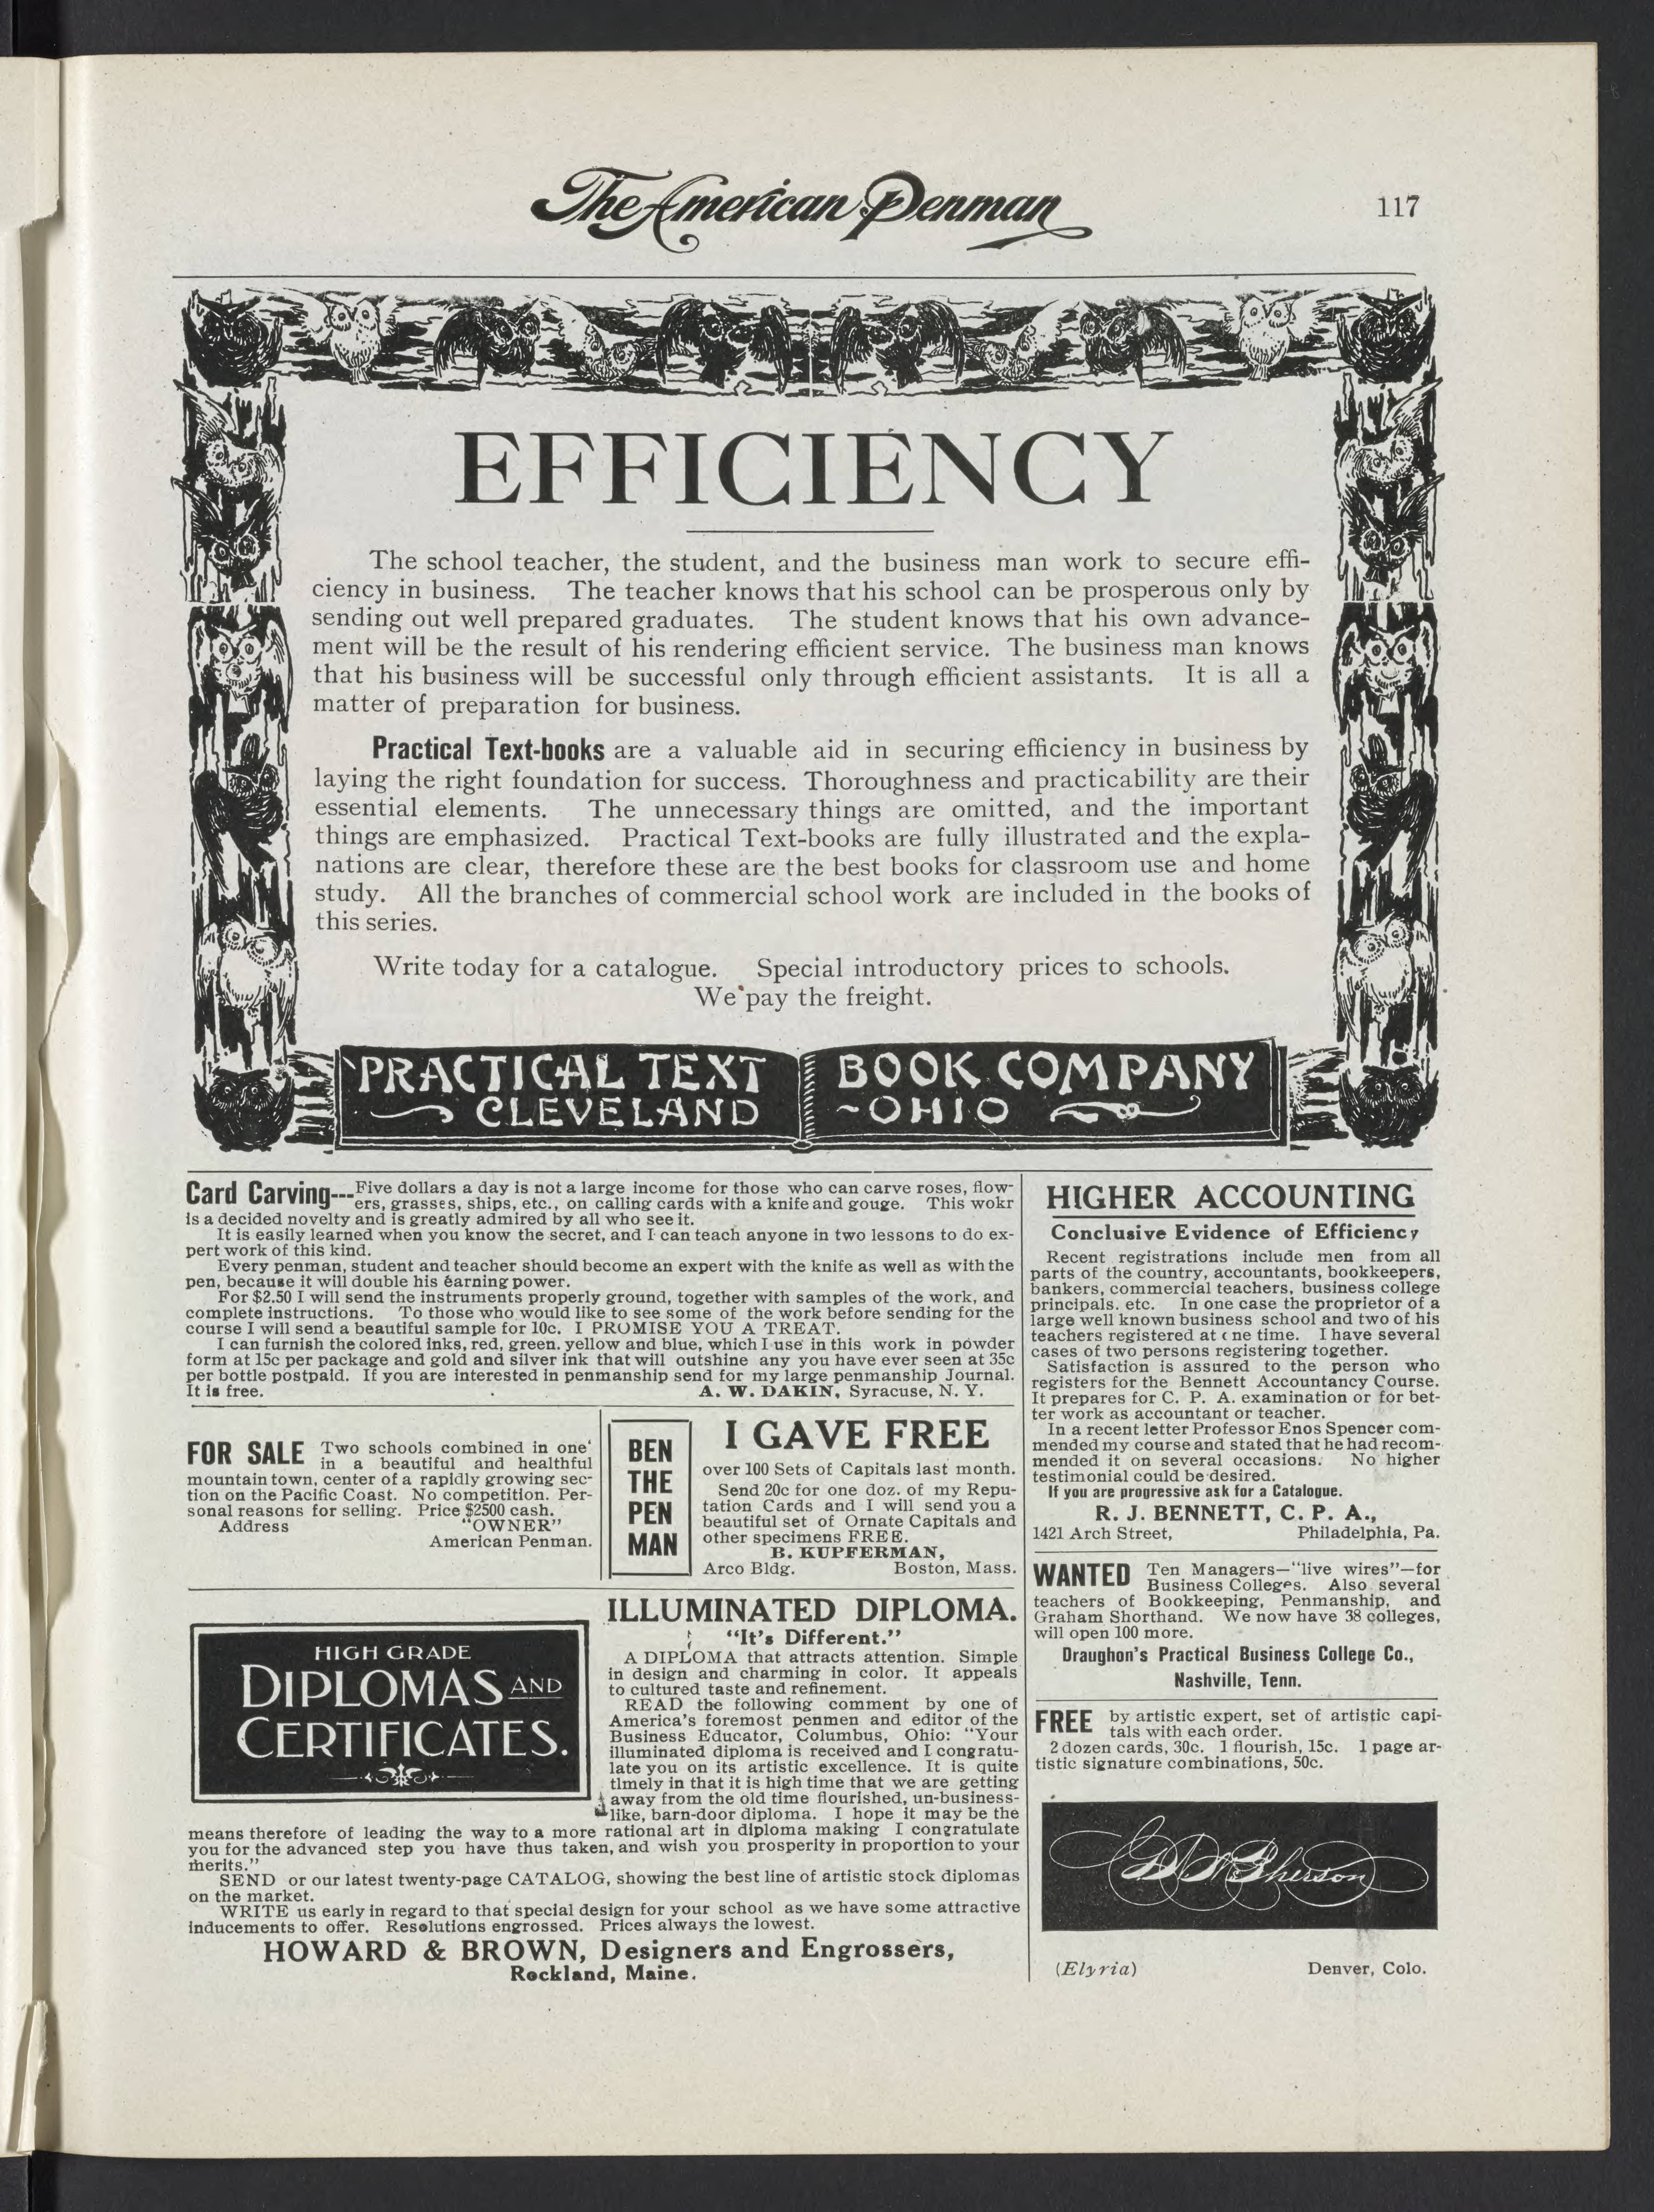 The American Penman
117
EFFICIENCY
The school teacher, the student, and the business man work to secure effi-
ciency in business. The teacher knows that his school can be prosperous only by
sending out well prepared graduates. The student knows that his own advance-
ment will be the result of his rendering efficient service. The business man knows
that his business will be successful only through efficient assistants. It is all a
matter of preparation for business.
Practical Text-books are a valuable aid in securing efficiency in business by
laying the right foundation for success. Thoroughness and practicability are their
essential elements. The unnecessary things are omitted, and the important
things are emphasized. Practical Text-books are fully illustrated and the expla-
nations are clear, therefore these are the best books for classroom use and home
study. All the branches of commercial school work are included in the books of
this series.
Write today for a catalogue. Special introductory prices to schools.
We pay the freight.
PRACTICAL TEXT BOOK COMPANY
CLEVELAND ~OHIO
Card Carving---Five dollars a day is not a large income for those who can carve roses, flow-
ers, grasses, ships, etc., on calling cards with a knife and gouge. This wokr
is a decided novelty and is greatly admired by all who see it.
It is easily learned when you know the secret, and I can teach anyone in two lessons to do ex-
pert work of this kind.
Every penman, student and teacher should become an expert with the knife as well as with the
pen, because it will double his earning power.
For $2.50 I will send the instruments properly ground, together with samples of the work, and
complete instructions. To those who would like to see some of the work before sending for the
course I will send a beautiful sample for 10c. I PROMISE YOU A TREAT.
I can furnish the colored inks, red, green. yellow and blue, which I use in this work in powder
form at 15c per package and gold and silver ink that will outshine any you have ever seen at 35c
per bottle postpaid. If you are interested in penmanship send for my large penmanship Journal.
It is free. A. W. DAKIN, Syracuse, N. Y.
FOR SALE Two schools combined in one
in a beautiful and healthful
mountain town, center of a rapidly growing sec-
tion on the Pacific Coast. No competition. Per-
sonal reasons for selling. Price $2500 cash.
Address "OWNER"
American Penman.
BEN
THE
PEN
MAN
I GAVE FREE
over 100 Sets of Capitals last month.
Send 20c for one doz. of my Repu-
tation Cards and I will send you a
beautiful set of Ornate Capitals and
other specimens FREE.
B. KUPFERMAN,
Arco Bldg. Boston, Mass.
HIGH GRADE
DIPLOMAS AND
CERTIFICATES.
ILLUMINATED DIPLOMA.
"It's Different."
A DIPLOMA that attracts attention. Simple
in design and charming in color. It appeals
to cultured taste and refinement.
READ the following comment by one of
America's foremost penmen and editor of the
Business Educator, Columbus, Ohio: "Your
illuminated diploma is received and I congratu-
late you on its artistic excellence. It is quite
timely in that it is high time that we are getting
away from the old time flourished, un-business-
like, barn-door diploma. I hope it may be the
means therefore of leading the way to a more rational art in diploma making I congratulate
you for the advanced step you have thus taken, and wish you prosperity in proportion to your
merits."
SEND or our latest twenty-page CATALOG, showing the best line of artistic stock diplomas
on the market.
WRITE us early in regard to that special design for your school as we have some attractive
inducements to offer. Resolutions engrossed. Prices always the lowest.
HOWARD & BROWN, Designers and Engrossers,
Rockland, Maine.
HIGHER ACCOUNTING
Conclusive Evidence of Efficiency
Recent registrations include men from all
parts of the country, accountants, bookkeepers,
bankers, commercial teachers, business college
principals. etc. In one case the proprietor of a
large well known business school and two of his
teachers registered at one time. I have several
cases of two persons registering together.
Satisfaction is assured to the person who
registers for the Bennett Accountancy Course.
It prepares for C. P. A. examination or for bet-
ter work as accountant or teacher.
In a recent letter Professor Enos Spencer com-
mended my course and stated that he had recom-
mended it on several occasions. No higher
testimonial could be desired.
If you are progressive ask for a Catalogue.
R. J. BENNETT, C. P. A.,
1421 Arch Street, Philadelphia, Pa.
WANTED Ten Managers—"live wires"—for
Business Colleges. Also several
teachers of Bookkeeping, Penmanship, and
Graham Shorthand. We now have 38 colleges,
will open 100 more.
Draughon's Practical Business College Co.,
Nashville, Tenn.
FREE by artistic expert, set of artistic capi-
tals with each order.
2 dozen cards, 30c. 1 flourish, 15c. 1 page ar-
tistic signature combinations, 50c.
(Elyria) Denver, Colo.